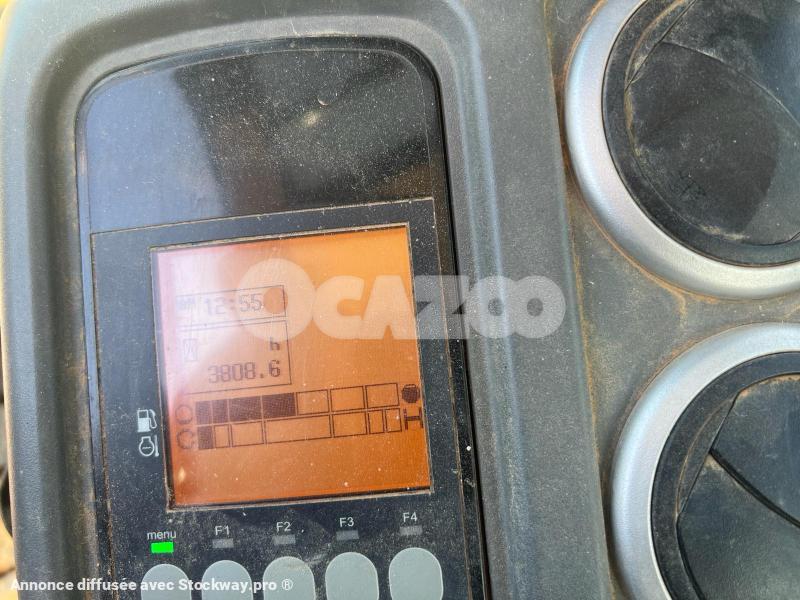 12:55
h
3808.6
H
menu F1 F2 F3 F4
OCAZOO
Annonce diffusée avec Stockway.pro ®